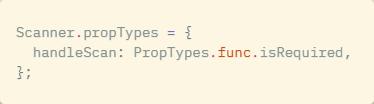 Scanner.propTypes = {
  handleScan: PropTypes.func.isRequired,
};